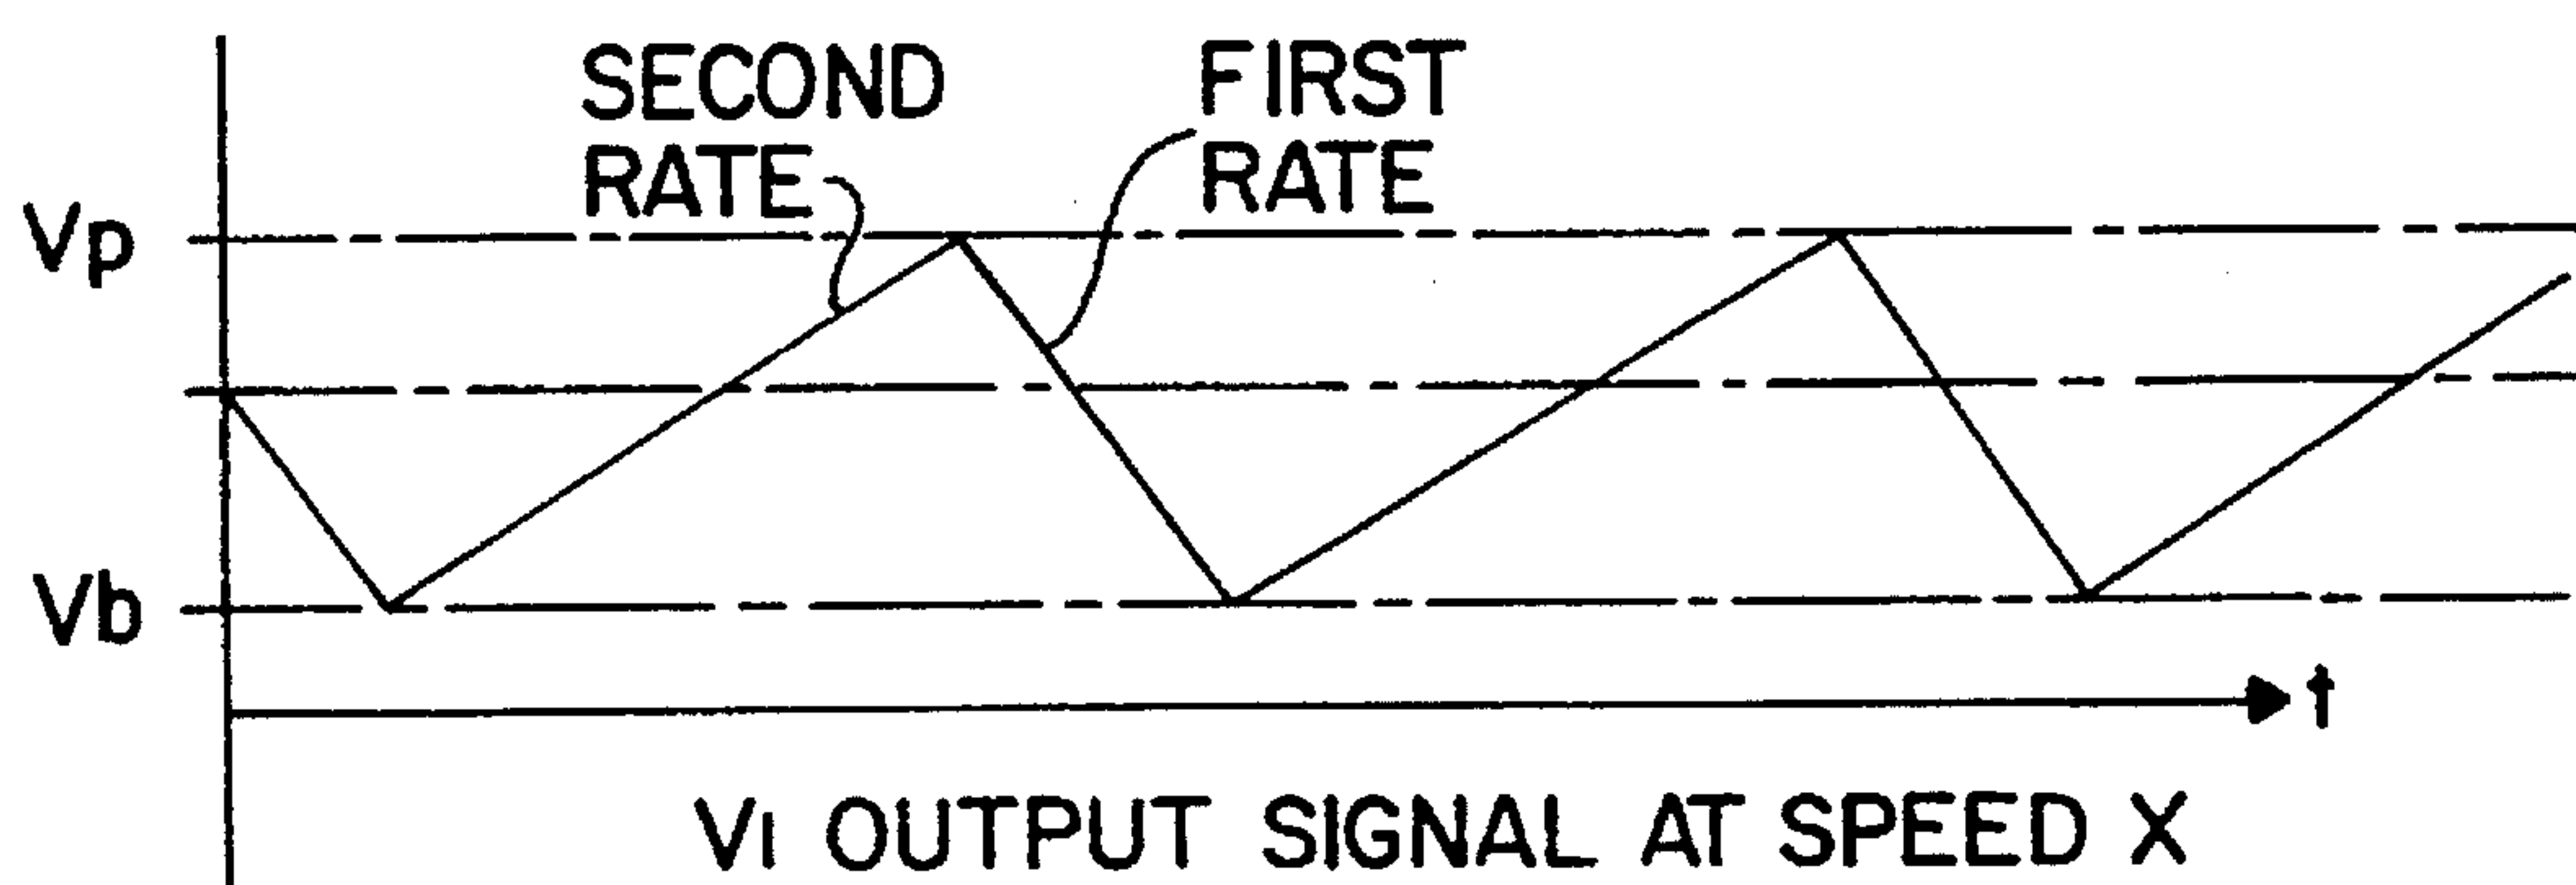 SECOND
RATE
FIRST
RATE
Vp
Vb
t
VI OUTPUT SIGNAL AT SPEED X